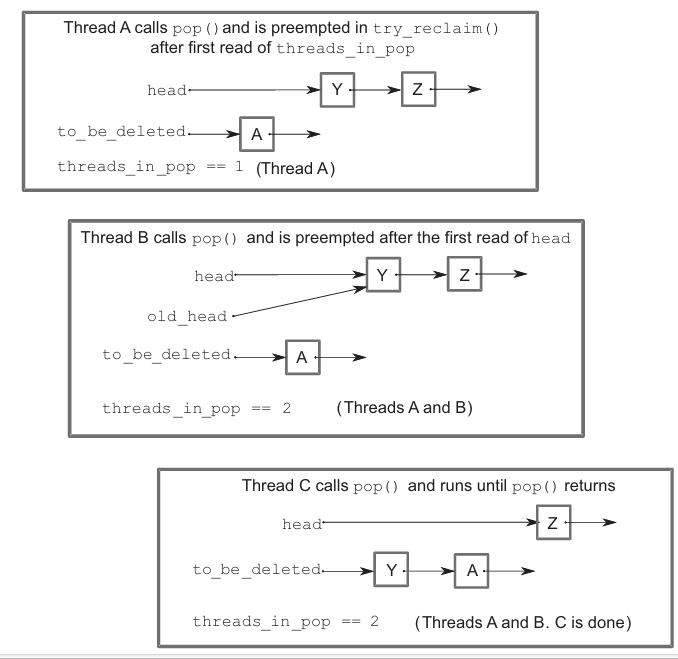 Thread A calls pop() and is preempted in try_reclaim()
after first read of threads_in_pop
head Y Z
to_be_deleted A
threads_in_pop == 1 (Thread A)
Thread B calls pop() and is preempted after the first read of head
head Y Z
old_head
to_be_deleted A
threads_in_pop == 2 (Threads A and B)
Thread C calls pop() and runs until pop() returns
head Z
to_be_deleted Y A
threads_in_pop == 2 (Threads A and B. C is done)